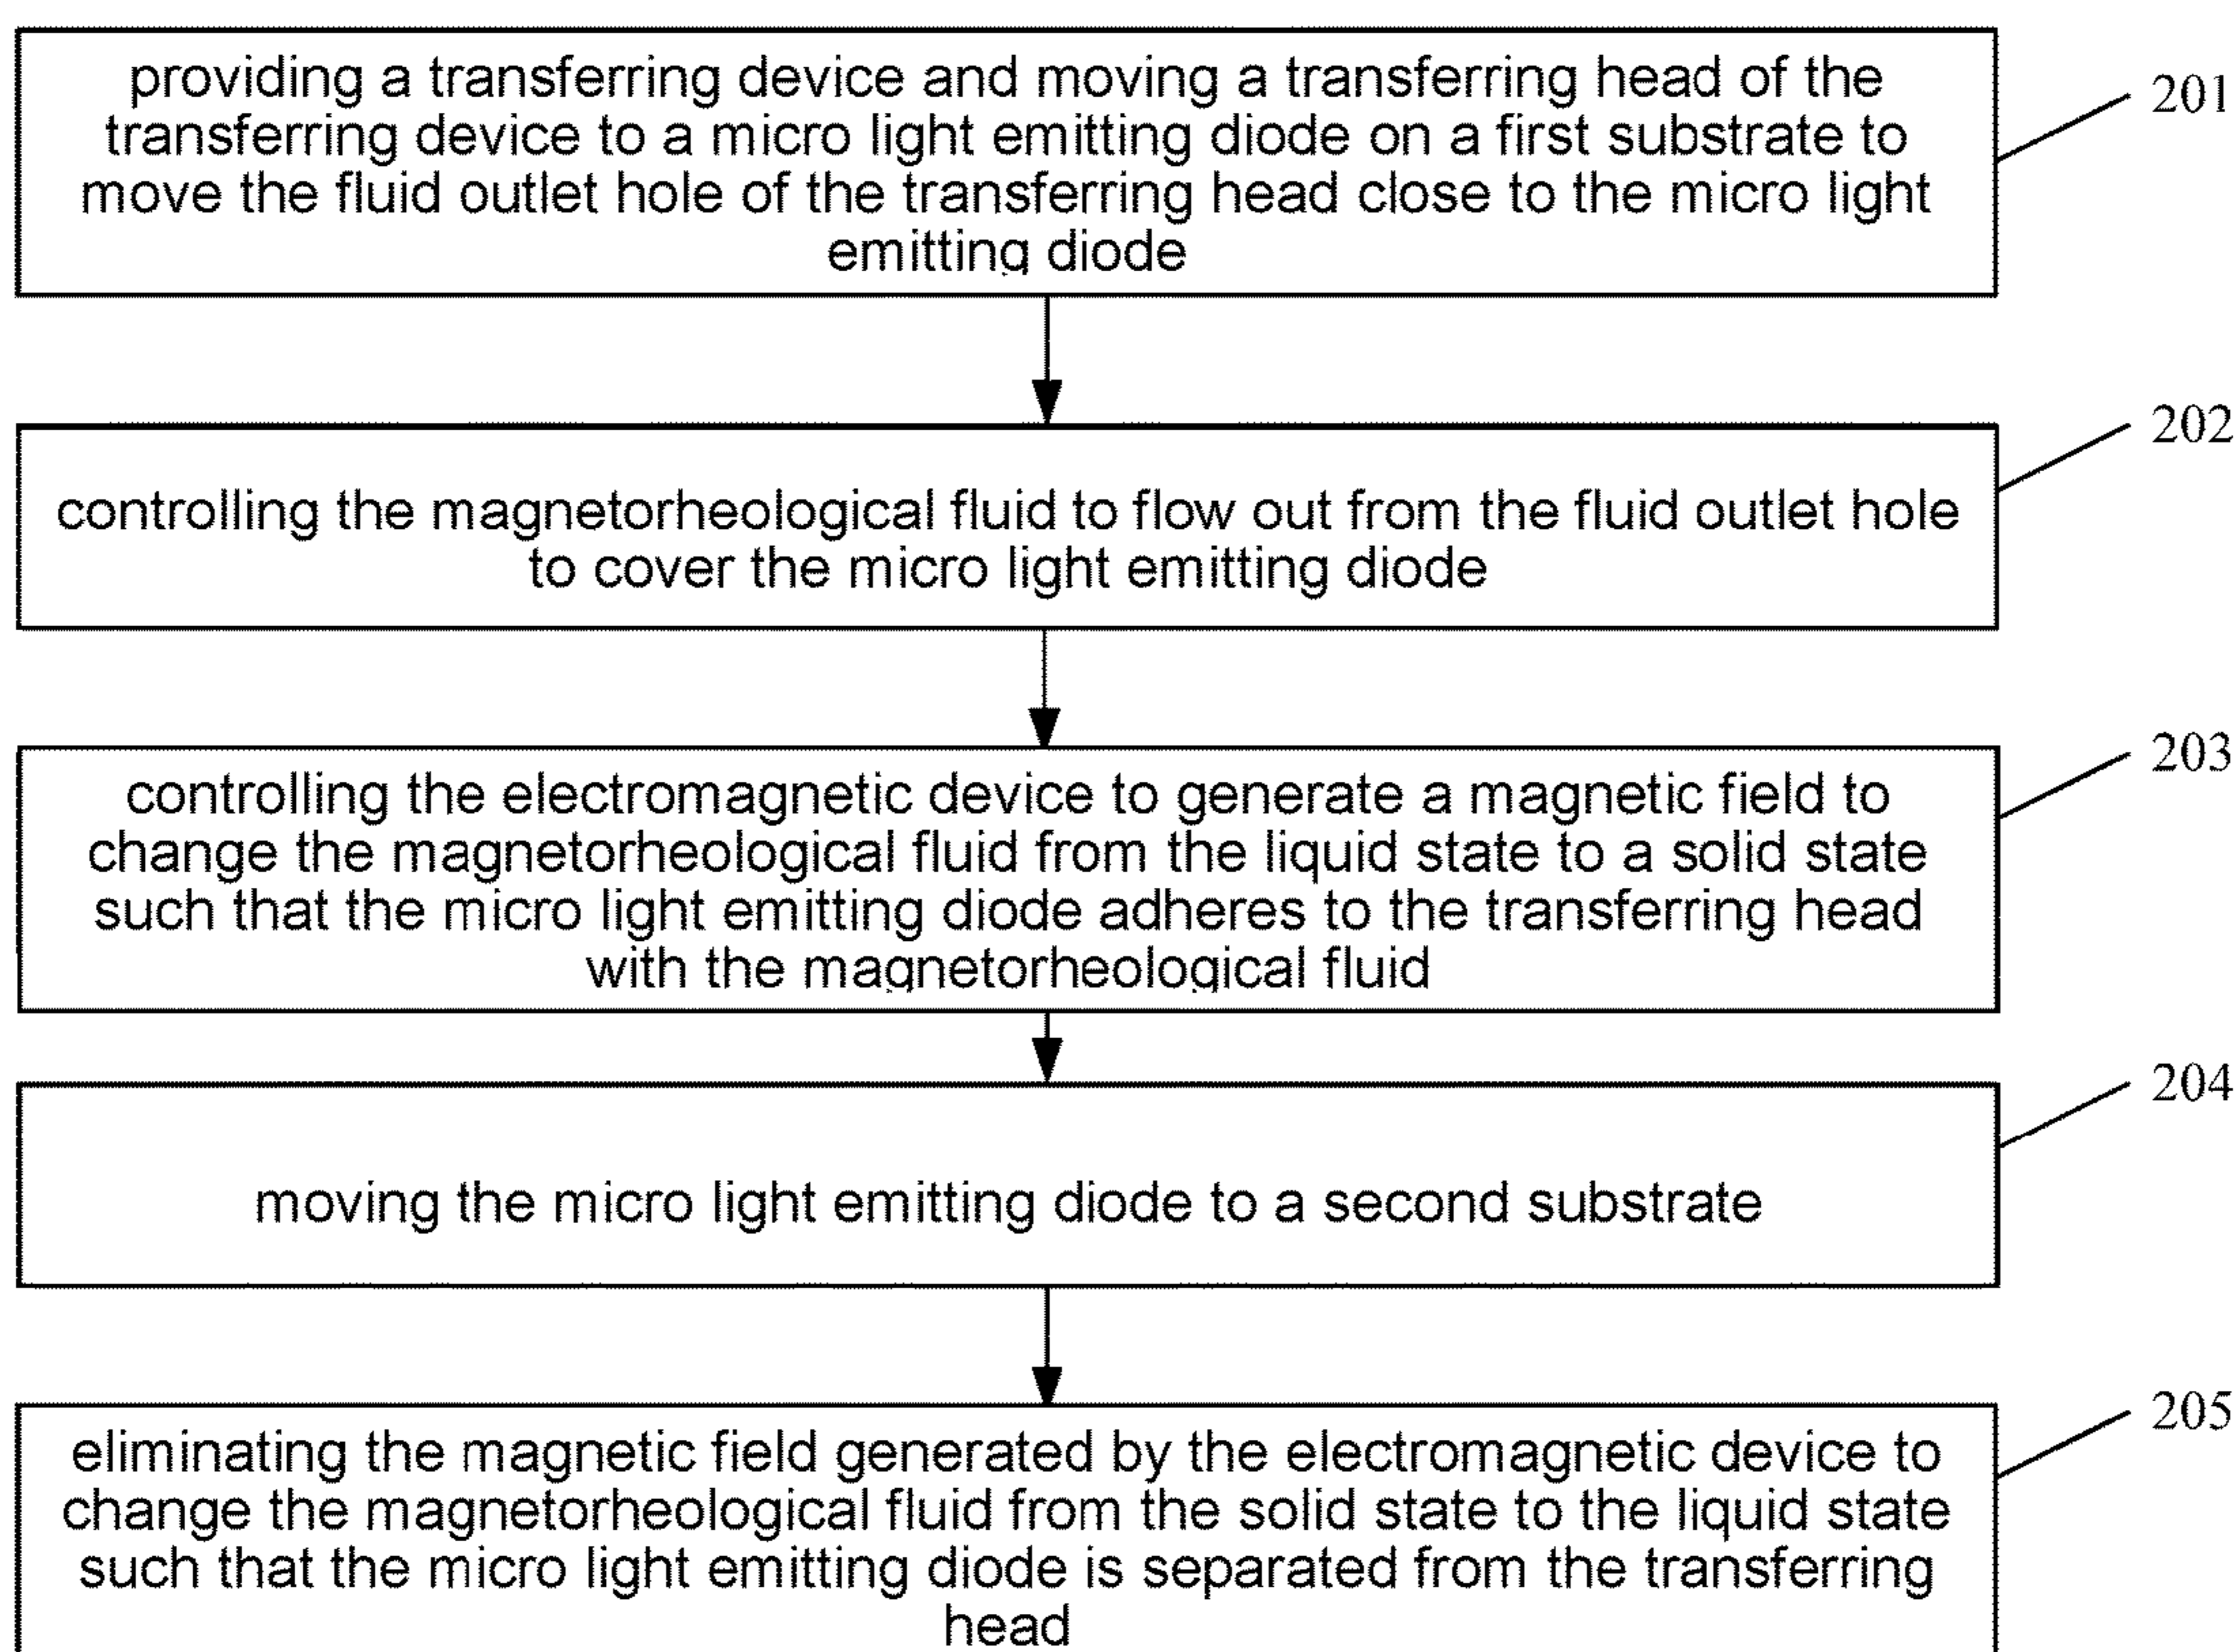 providing a transferring device and moving a transferring head of the
transferring device to a micro light emitting diode on a first substrate to
move the fluid outlet hole of the transferring head close to the micro light
emitting diode
201
controlling the magnetorheological fluid to flow out from the fluid outlet hole
to cover the micro light emitting diode
202
controlling the electromagnetic device to generate a magnetic field to
change the magnetorheological fluid from the liquid state to a solid state
such that the micro light emitting diode adheres to the transferring head
with the magnetorheological fluid
203
moving the micro light emitting diode to a second substrate
204
eliminating the magnetic field generated by the electromagnetic device to
change the magnetorheological fluid from the solid state to the liquid state
such that the micro light emitting diode is separated from the transferring
head
205